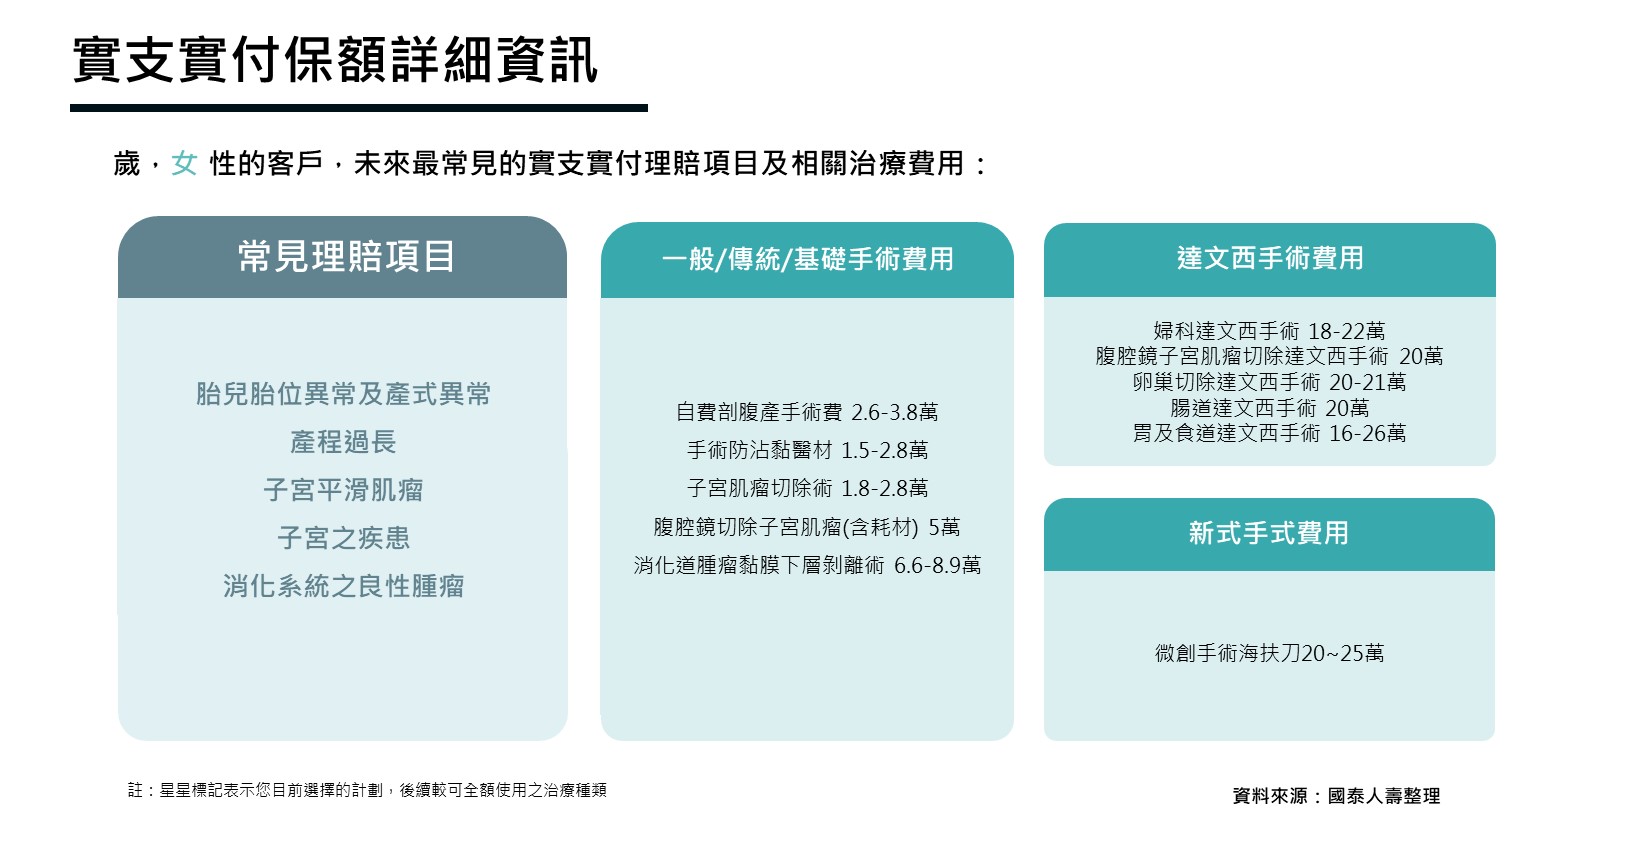 實支實付保額詳細資訊
歲，女 性的客戶，未來最常見的實支實付理賠項目及相關治療費用：
常見理賠項目
胎兒胎位異常及產式異常
產程過長
子宮平滑肌瘤
子宮之疾患
消化系統之良性腫瘤
一般/傳統/基礎手術費用
自費剖腹產手術費 2.6-3.8萬
手術防沾黏醫材 1.5-2.8萬
子宮肌瘤切除術 1.8-2.8萬
腹腔鏡切除子宮肌瘤(含耗材) 5萬
消化道腫瘤黏膜下層剝離術 6.6-8.9萬
達文西手術費用
婦科達文西手術 18-22萬
腹腔鏡子宮肌瘤切除達文西手術 20萬
卵巢切除達文西手術 20-21萬
腸道達文西手術 20萬
胃及食道達文西手術 16-26萬
新式手式費用
微創手術海扶刀20~25萬
註：星星標記表示您目前選擇的計劃，後續較可全額使用之治療種類
資料來源：國泰人壽整理